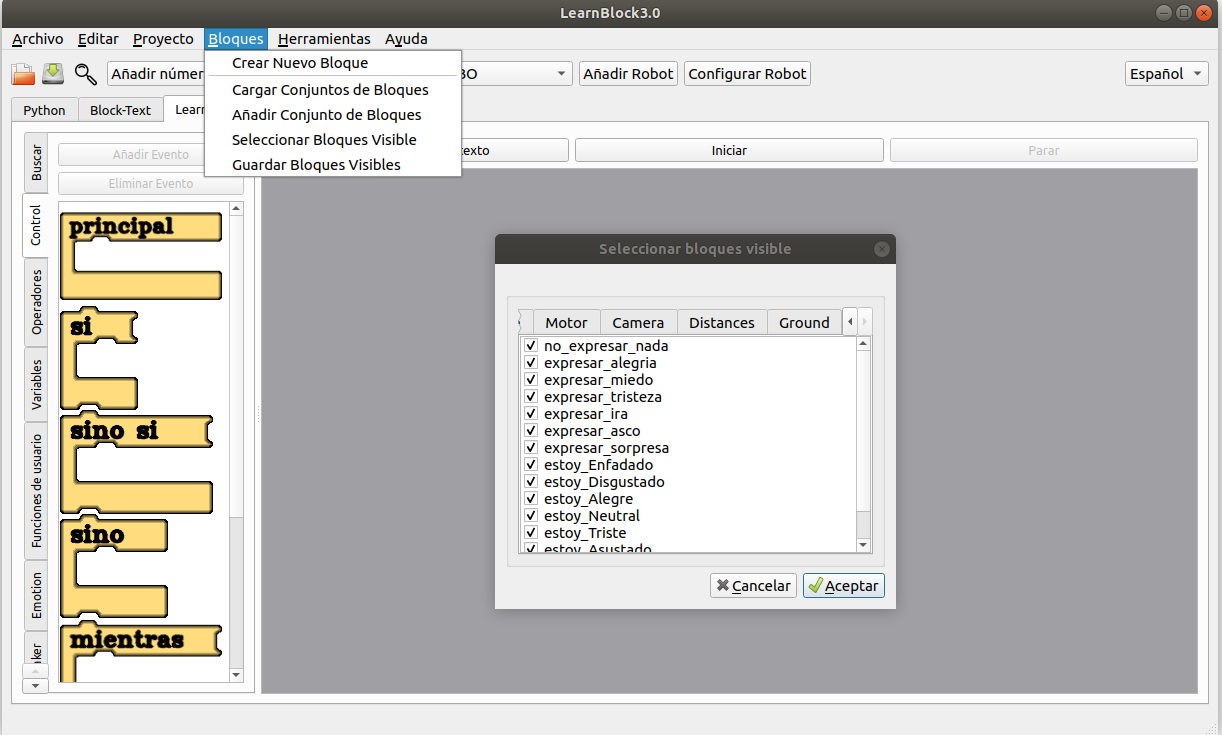 LearnBlock3.0
Archivo Editar Proyecto Bloques Herramientas Ayuda
Añadir númer
Añadir Robot
Configurar Robot
Español
Crear Nuevo Bloque
Cargar Conjuntos de Bloques
Añadir Conjunto de Bloques
Seleccionar Bloques Visible
Guardar Bloques Visibles
Python
Block-Text
Learn
Iniciar
Parar
Añadir Evento
Eliminar Evento
Buscar
Control
Operadores
Variables
Funciones de usuario
Emotion
ker
principal
si
sino si
sino
mientras
Seleccionar bloques visible
Motor Camera Distances Ground
no_expresar_nada
expresar_alegria
expresar_miedo
expresar_tristeza
expresar_ira
expresar_asco
expresar_sorpresa
estoy_Enfadado
estoy_Disgustado
estoy_Alegre
estoy_Neutral
estoy_Triste
estoy_Asustado
Cancelar
Aceptar